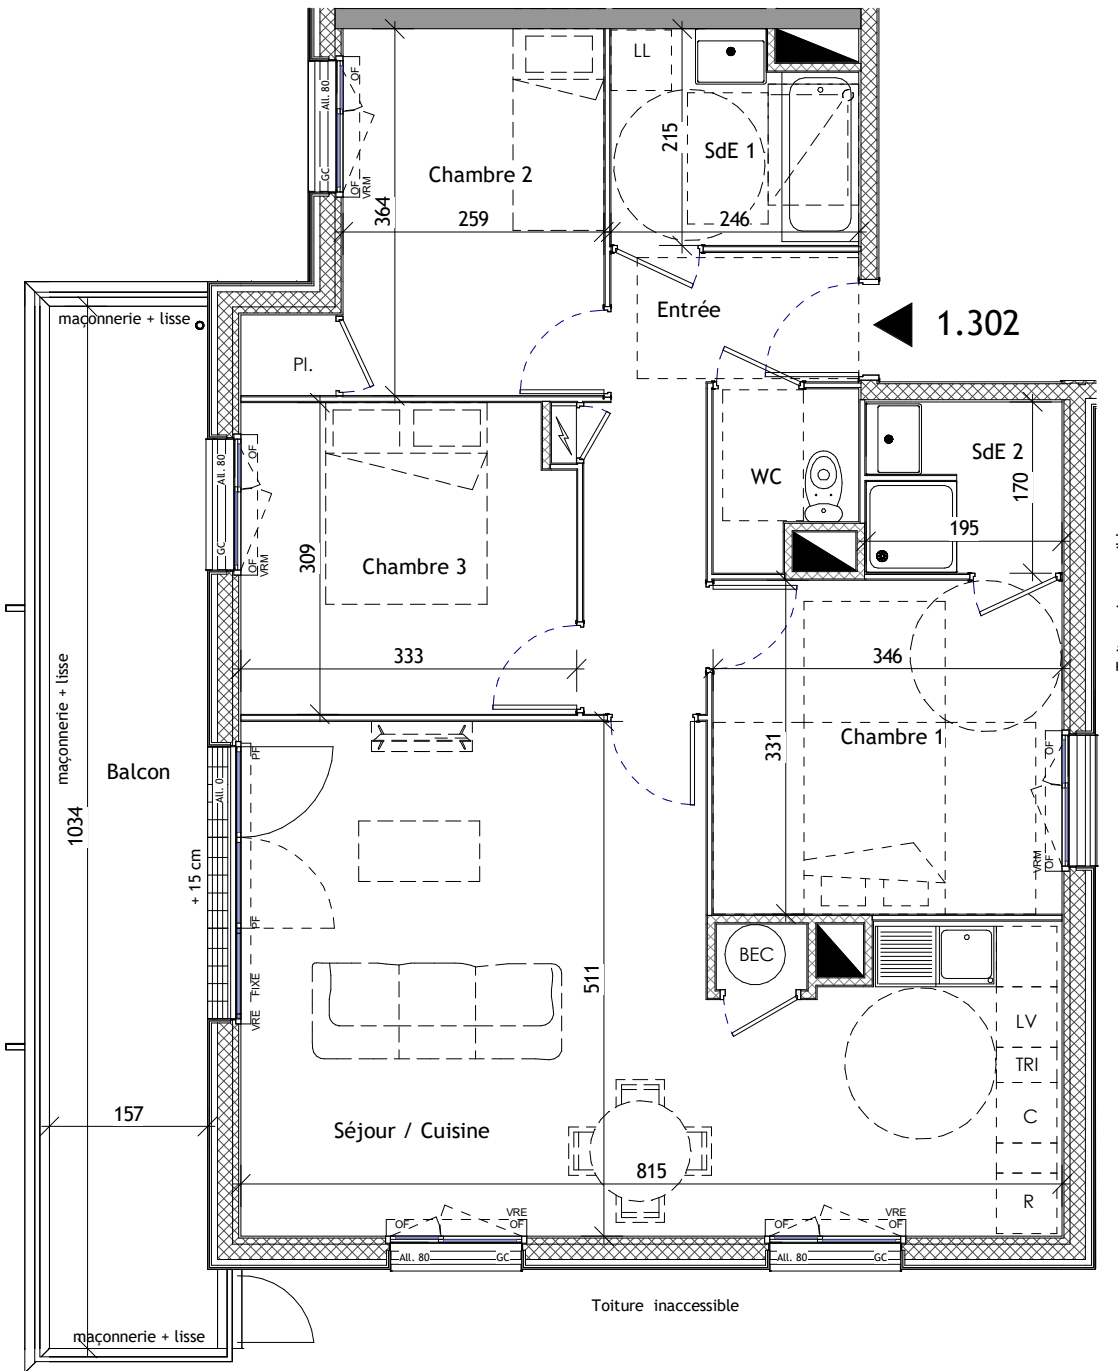 LL
OF
All. 80
GC
OF
VRM
Chambre 2
364
259
215
SdE 1
246
maçonnerie + lisse
Entrée
1.302
Pl.
OF
All. 80
GC
OF
VRM
309
Chambre 3
333
WC
SdE 2
170
195
346
maçonnerie + lisse
1034
Balcon
All. 0
+ 15 cm
PF
PF
FIXE
VRE
331
Chambre 1
OF
VRM
OF
511
BEC
LV
TRI
C
R
157
Séjour / Cuisine
815
OF
VRE
OF
All. 80
GC
OF
VRE
OF
All. 80
GC
Toiture inaccessible
maçonnerie + lisse